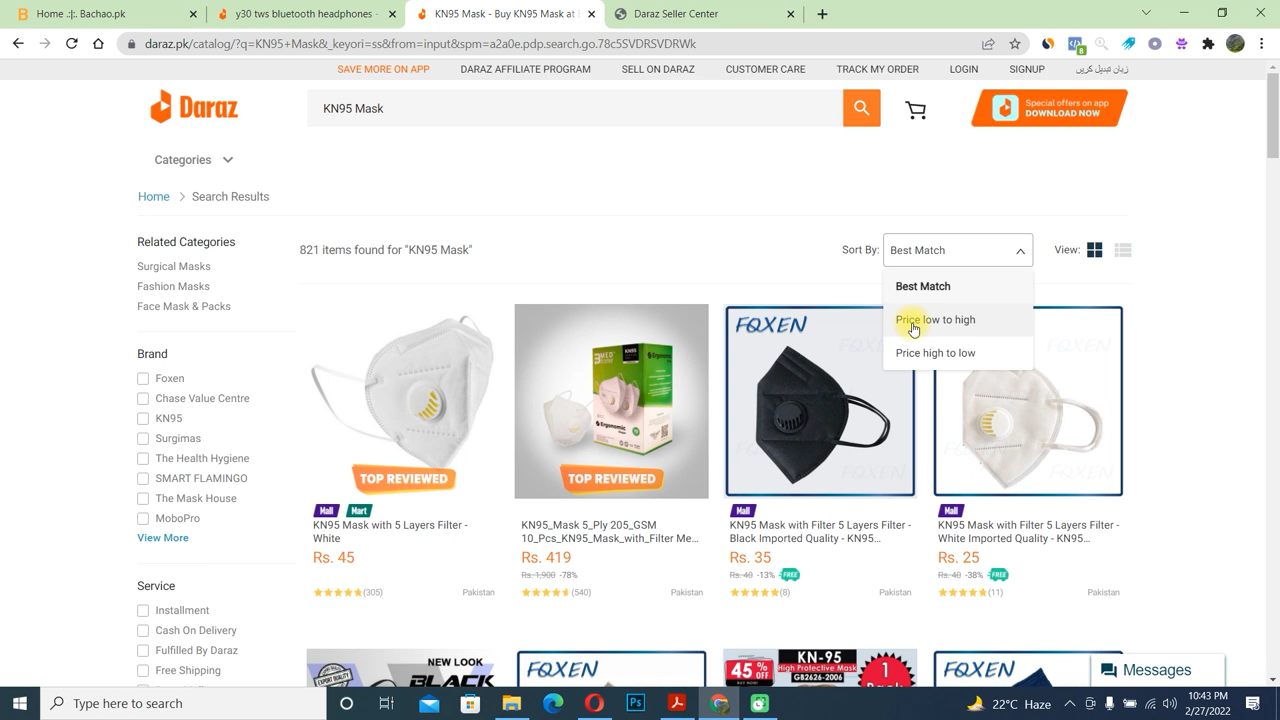 Home .:|:. Bachao.pk
y30 tws bluetooth headphones -
KN95 Mask - Buy KN95 Mask at
Daraz Seller Center
daraz.pk/catalog/?q=KN95+Mask&_keyori=ss&from=input&spm=a2a0e.pdp.search.go.78c5SVDRSVDRWk
8
SAVE MORE ON APP
DARAZ AFFILIATE PROGRAM
SELL ON DARAZ
CUSTOMER CARE
TRACK MY ORDER
LOGIN
SIGNUP
زبان تبدیل کریں
Daraz
KN95 Mask
Special offers on app
DOWNLOAD NOW
Categories
Home > Search Results
Related Categories
Surgical Masks
Fashion Masks
Face Mask & Packs
Brand
Foxen
Chase Value Centre
KN95
Surgimas
The Health Hygiene
SMART FLAMINGO
The Mask House
MoboPro
View More
Service
Installment
Cash On Delivery
Fulfilled By Daraz
Free Shipping
821 items found for "KN95 Mask"
Sort By:
Best Match
View:
Best Match
Price low to high
Price high to low
TOP REVIEWED
Mall Mart
KN95 Mask with 5 Layers Filter -
White
Rs. 45
(305)
Pakistan
Ergonomic
TOP REVIEWED
KN95_Mask 5_Ply 205_GSM
10_Pcs_KN95_Mask_with_Filter Me...
Rs. 419
Rs. 1,900 -78%
(540)
Pakistan
FOXEN
FOXEN
Mall
KN95 Mask with Filter 5 Layers Filter -
Black Imported Quality - KN95...
Rs. 35
Rs. 40 -13% FREE
(8)
Pakistan
FOXEN
Mall
KN95 Mask with Filter 5 Layers Filter -
White Imported Quality - KN95...
Rs. 25
Rs. 40 -38% FREE
(11)
Pakistan
NEW LOOK
BLACK
FOXEN
45%
OFF
KN-95
High Protective Mask
GB2626-2006
1
FOXEN
Messages
Type here to search
Ps
22°C Haze
10:43 PM
2/27/2022